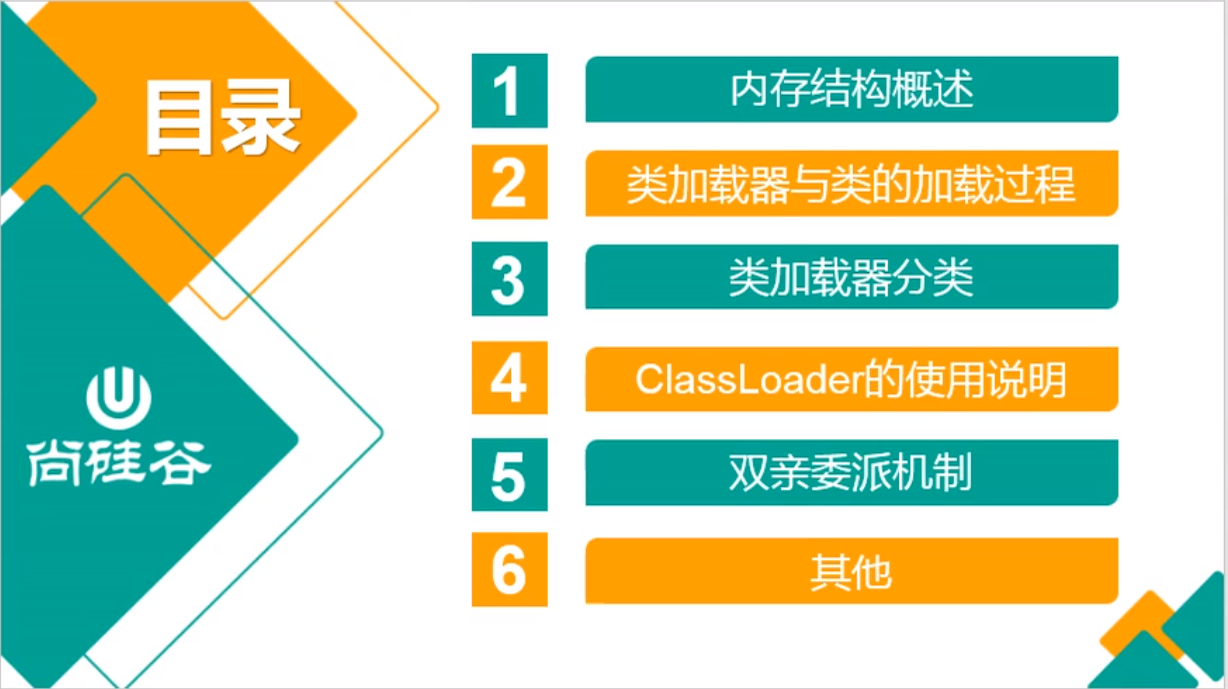 目录
1
内存结构概述
2
类加载器与类的加载过程
3
类加载器分类
4
ClassLoader的使用说明
5
双亲委派机制
6
其他
尚硅谷